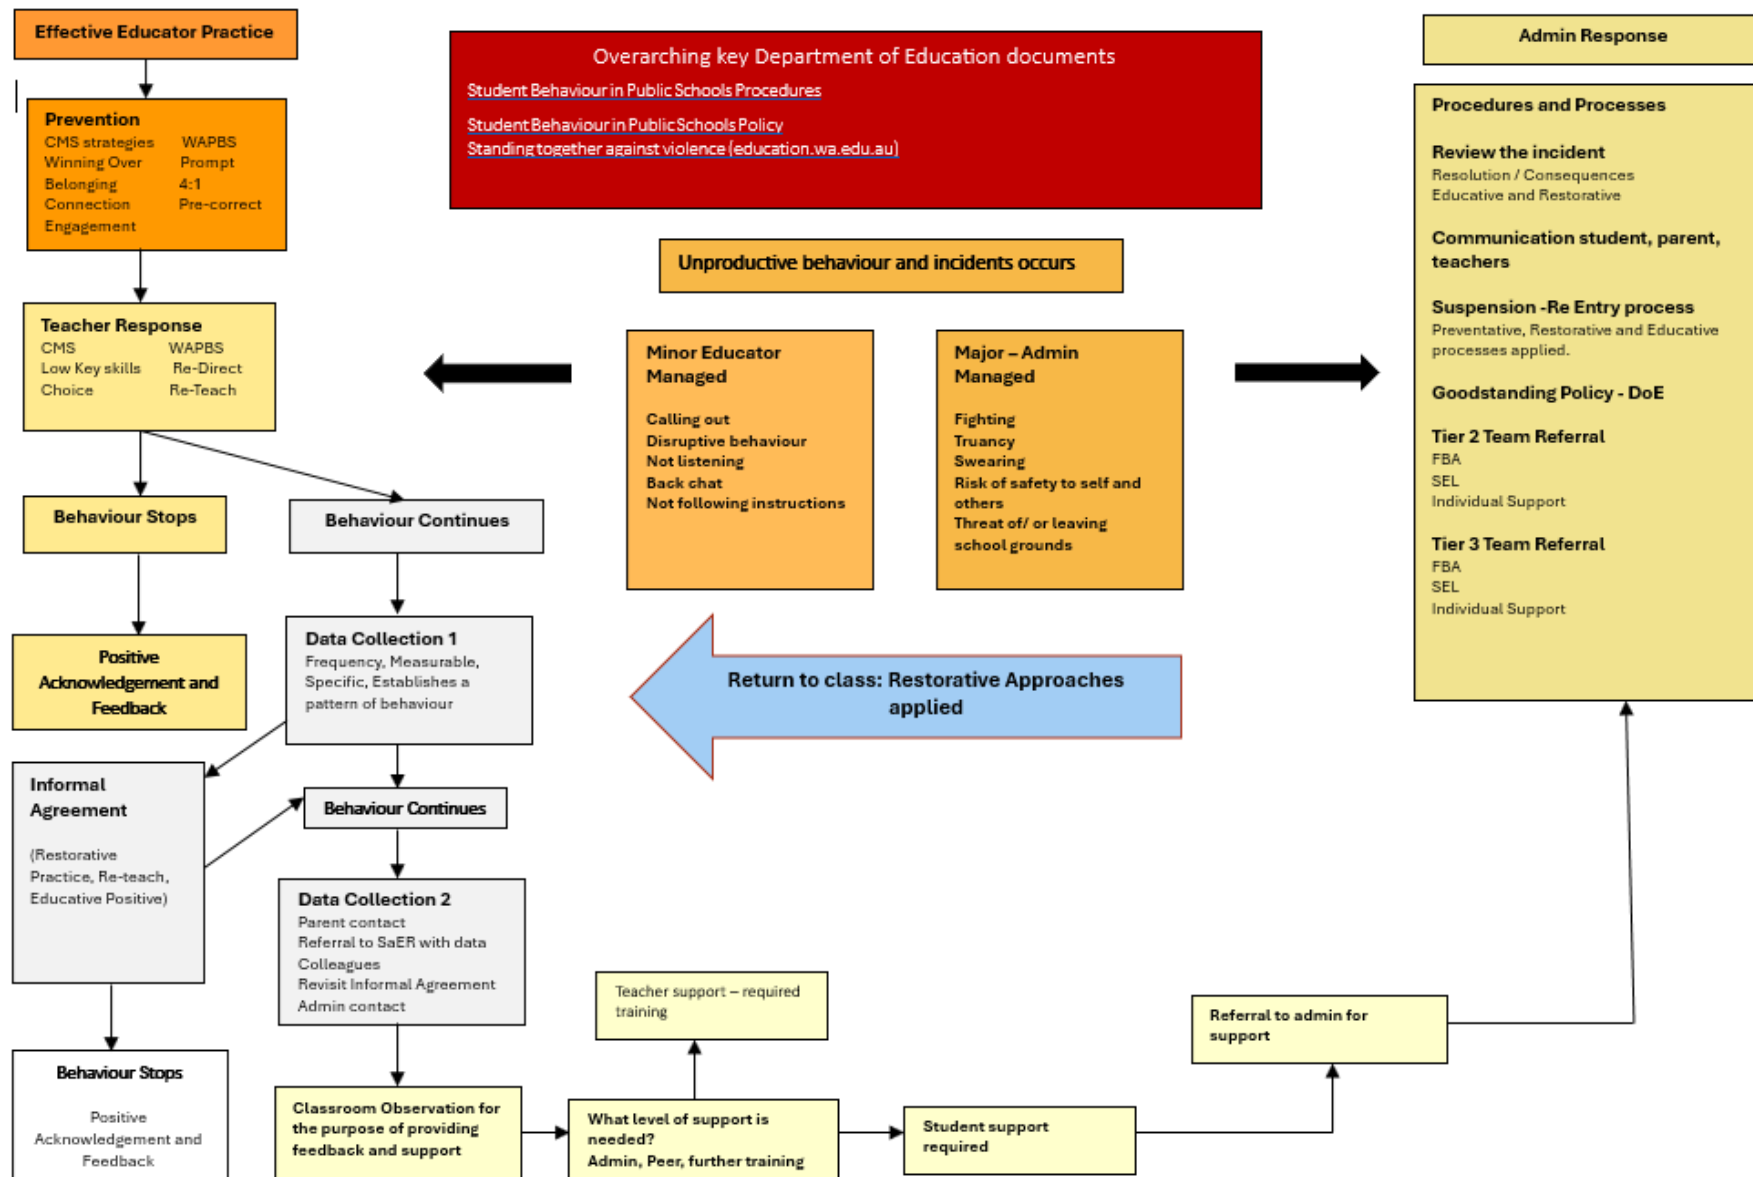 Effective Educator Practice
Prevention
CMS strategies WAPBS
Winning Over Prompt
Belonging 4:1
Connection Pre-correct
Engagement
Teacher Response
CMS WAPBS
Low Key skills Re-Direct
Choice Re-Teach
Behaviour Stops
Behaviour Continues
Positive
Acknowledgement and
Feedback
Data Collection 1
Frequency, Measurable,
Specific, Establishes a
pattern of behaviour
Informal
Agreement
(Restorative
Practice, Re-teach,
Educative Positive)
Behaviour Continues
Data Collection 2
Parent contact
Referral to SaER with data
Colleagues
Revisit Informal Agreement
Admin contact
Behaviour Stops
Positive
Acknowledgement and
Feedback
Classroom Observation for
the purpose of providing
feedback and support
What level of support is
needed?
Admin, Peer, further training
Teacher support – required
training
Student support
required
Referral to admin for
support
Overarching key Department of Education documents
Student Behaviour in Public Schools Procedures
Student Behaviour in Public Schools Policy
Standing together against violence (education.wa.edu.au)
Unproductive behaviour and incidents occurs
Minor Educator
Managed
Calling out
Disruptive behaviour
Not listening
Back chat
Not following instructions
Major – Admin
Managed
Fighting
Truancy
Swearing
Risk of safety to self and
others
Threat of/ or leaving
school grounds
Return to class: Restorative Approaches
applied
Admin Response
Procedures and Processes
Review the incident
Resolution / Consequences
Educative and Restorative
Communication student, parent,
teachers
Suspension -Re Entry process
Preventative, Restorative and Educative
processes applied.
Goodstanding Policy - DoE
Tier 2 Team Referral
FBA
SEL
Individual Support
Tier 3 Team Referral
FBA
SEL
Individual Support